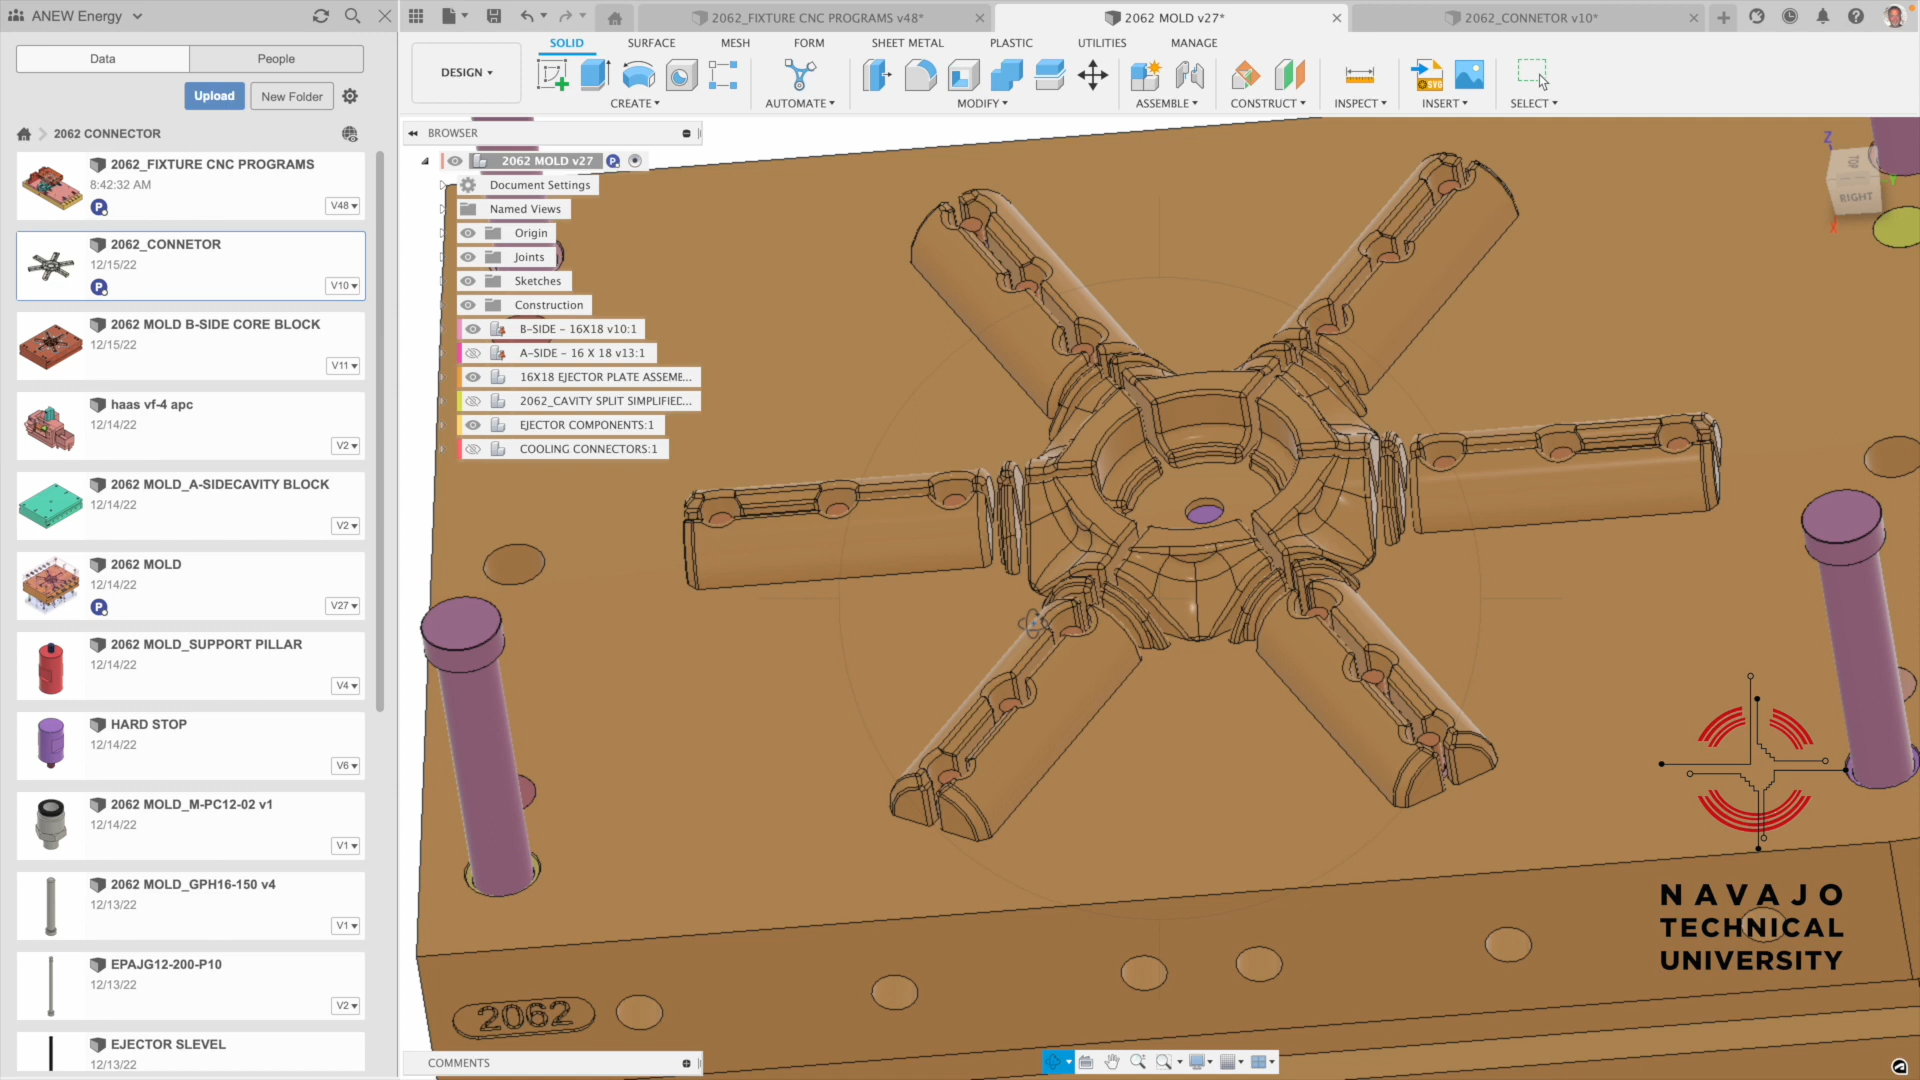 ANEW Energy
Data
People
Upload
New Folder
2062 CONNECTOR
2062_FIXTURE CNC PROGRAMS
8:42:32 AM
P
V48
2062_CONNETOR
12/15/22
P
V10
2062 MOLD B-SIDE CORE BLOCK
12/15/22
V11
haas vf-4 apc
12/14/22
V2
2062 MOLD_A-SIDECAVITY BLOCK
12/14/22
V2
2062 MOLD
12/14/22
P
V27
2062 MOLD_SUPPORT PILLAR
12/14/22
V4
HARD STOP
12/14/22
V6
2062 MOLD_M-PC12-02 v1
12/14/22
V1
2062 MOLD_GPH16-150 v4
12/13/22
V1
EPAJG12-200-P10
12/13/22
V2
EJECTOR SLEVEL
12/13/22
2062_FIXTURE CNC PROGRAMS v48*
2062 MOLD v27*
2062_CONNETOR v10*
DESIGN
SOLID
SURFACE
MESH
FORM
SHEET METAL
PLASTIC
UTILITIES
MANAGE
SVG
CREATE
AUTOMATE
MODIFY
ASSEMBLE
CONSTRUCT
INSPECT
INSERT
SELECT
BROWSER
2062 MOLD v27
P
Document Settings
Named Views
Origin
Joints
Sketches
Construction
B-SIDE - 16X18 v10:1
A-SIDE - 16 X 18 v13:1
16X18 EJECTOR PLATE ASSEMB...
2062_CAVITY SPLIT SIMPLIFIED...
EJECTOR COMPONENTS:1
COOLING CONNECTORS:1
Z
TOP
RIGHT
Y
X
NAVAJO
TECHNICAL
UNIVERSITY
2062
COMMENTS